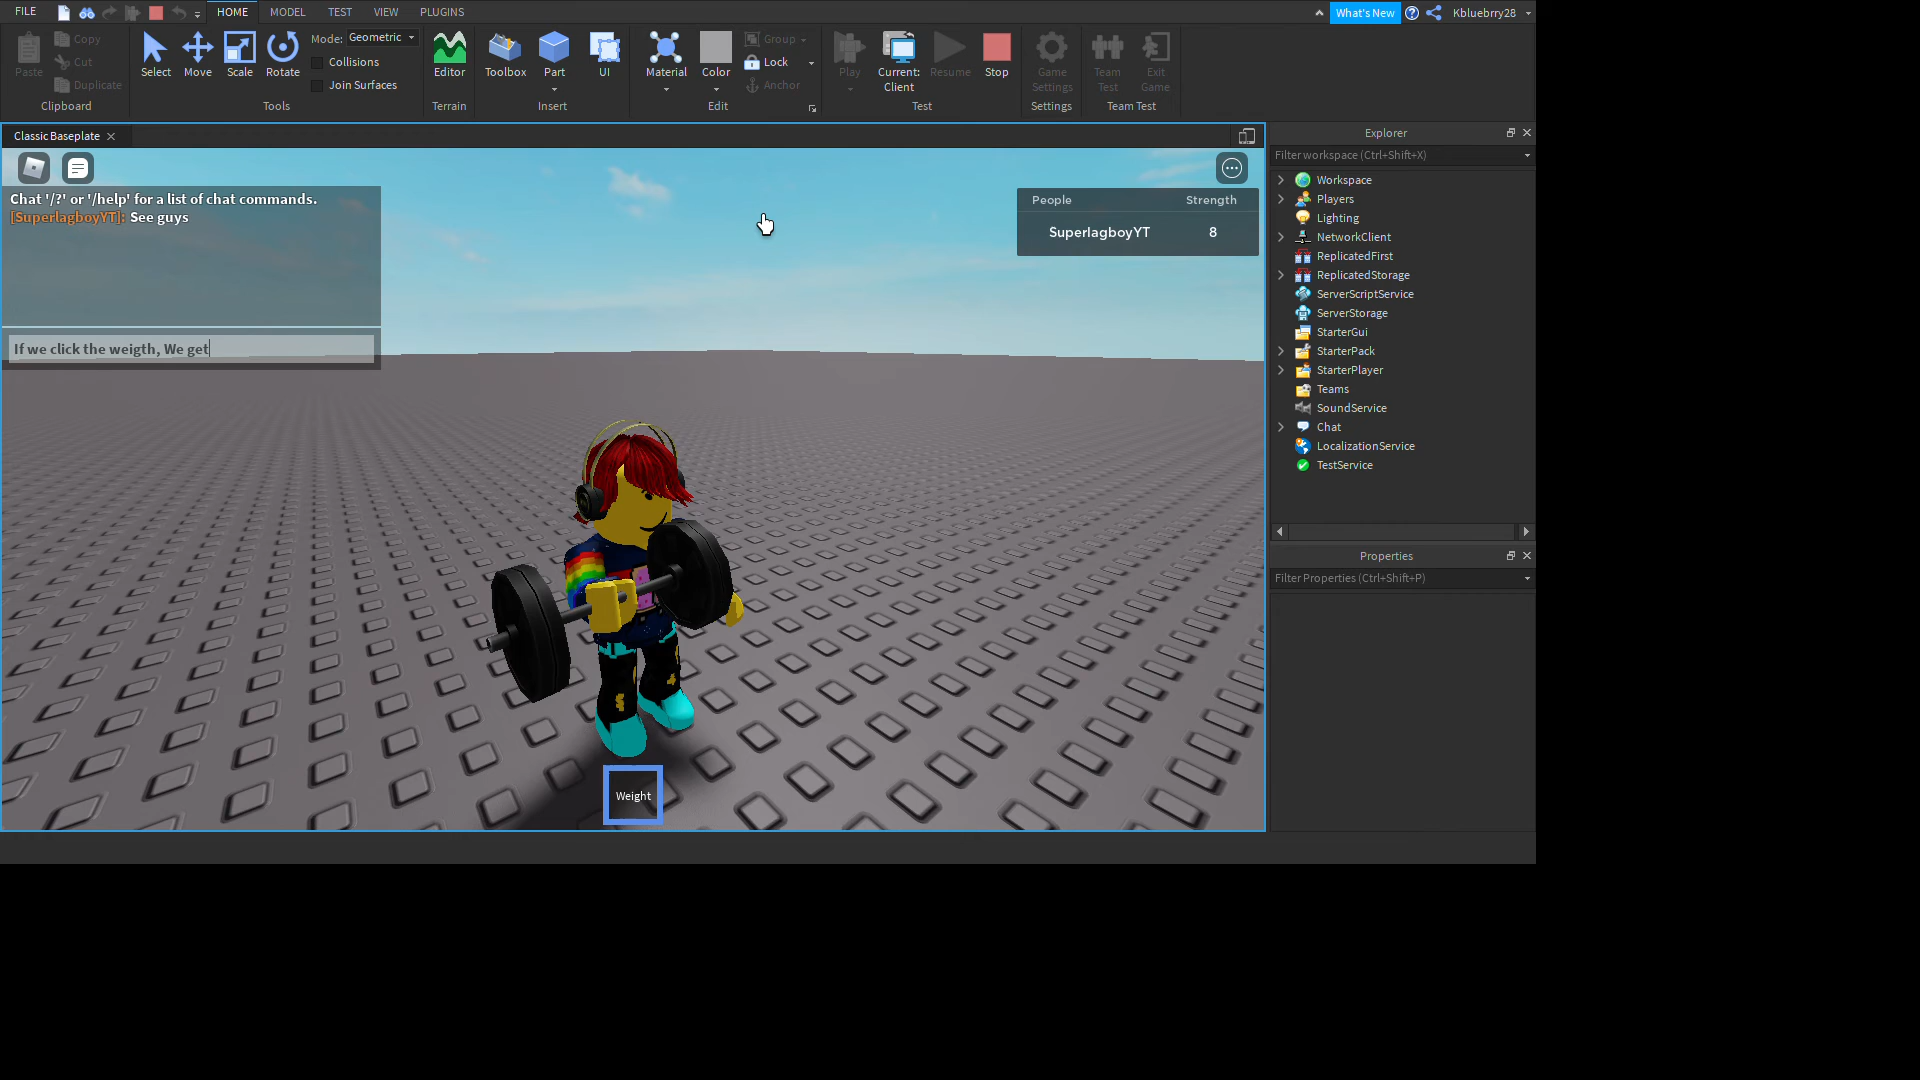 FILE
HOME
MODEL
TEST
VIEW
PLUGINS
What's New
Kbluebrry28
Paste
Copy
Cut
Duplicate
Clipboard
Select
Move
Scale
Rotate
Mode: Geometric
Collisions
Join Surfaces
Tools
Editor
Terrain
Toolbox
Part
UI
Insert
Material
Color
Group
Lock
Anchor
Edit
Play
Current:
Client
Resume
Stop
Test
Game
Settings
Settings
Team
Test
Exit
Game
Team Test
Classic Baseplate
Chat '/?' or '/help' for a list of chat commands.
[SuperlagboyYT]: See guys
If we click the weigth, We get
People Strength
SuperlagboyYT 8
Weight
Explorer
Filter workspace (Ctrl+Shift+X)
Workspace
Players
Lighting
NetworkClient
ReplicatedFirst
ReplicatedStorage
ServerScriptService
ServerStorage
StarterGui
StarterPack
StarterPlayer
Teams
SoundService
Chat
LocalizationService
TestService
Properties
Filter Properties (Ctrl+Shift+P)